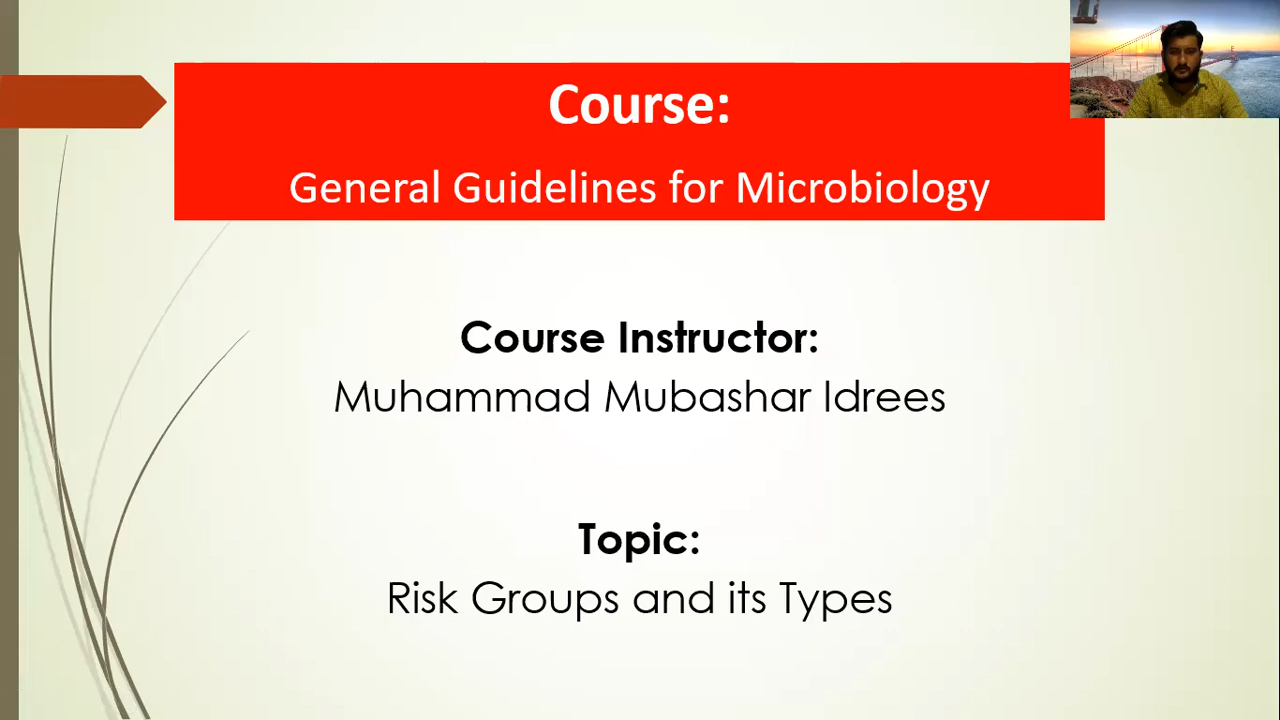 Course:
General Guidelines for Microbiology
Course Instructor:
Muhammad Mubashar Idrees
Topic:
Risk Groups and its Types